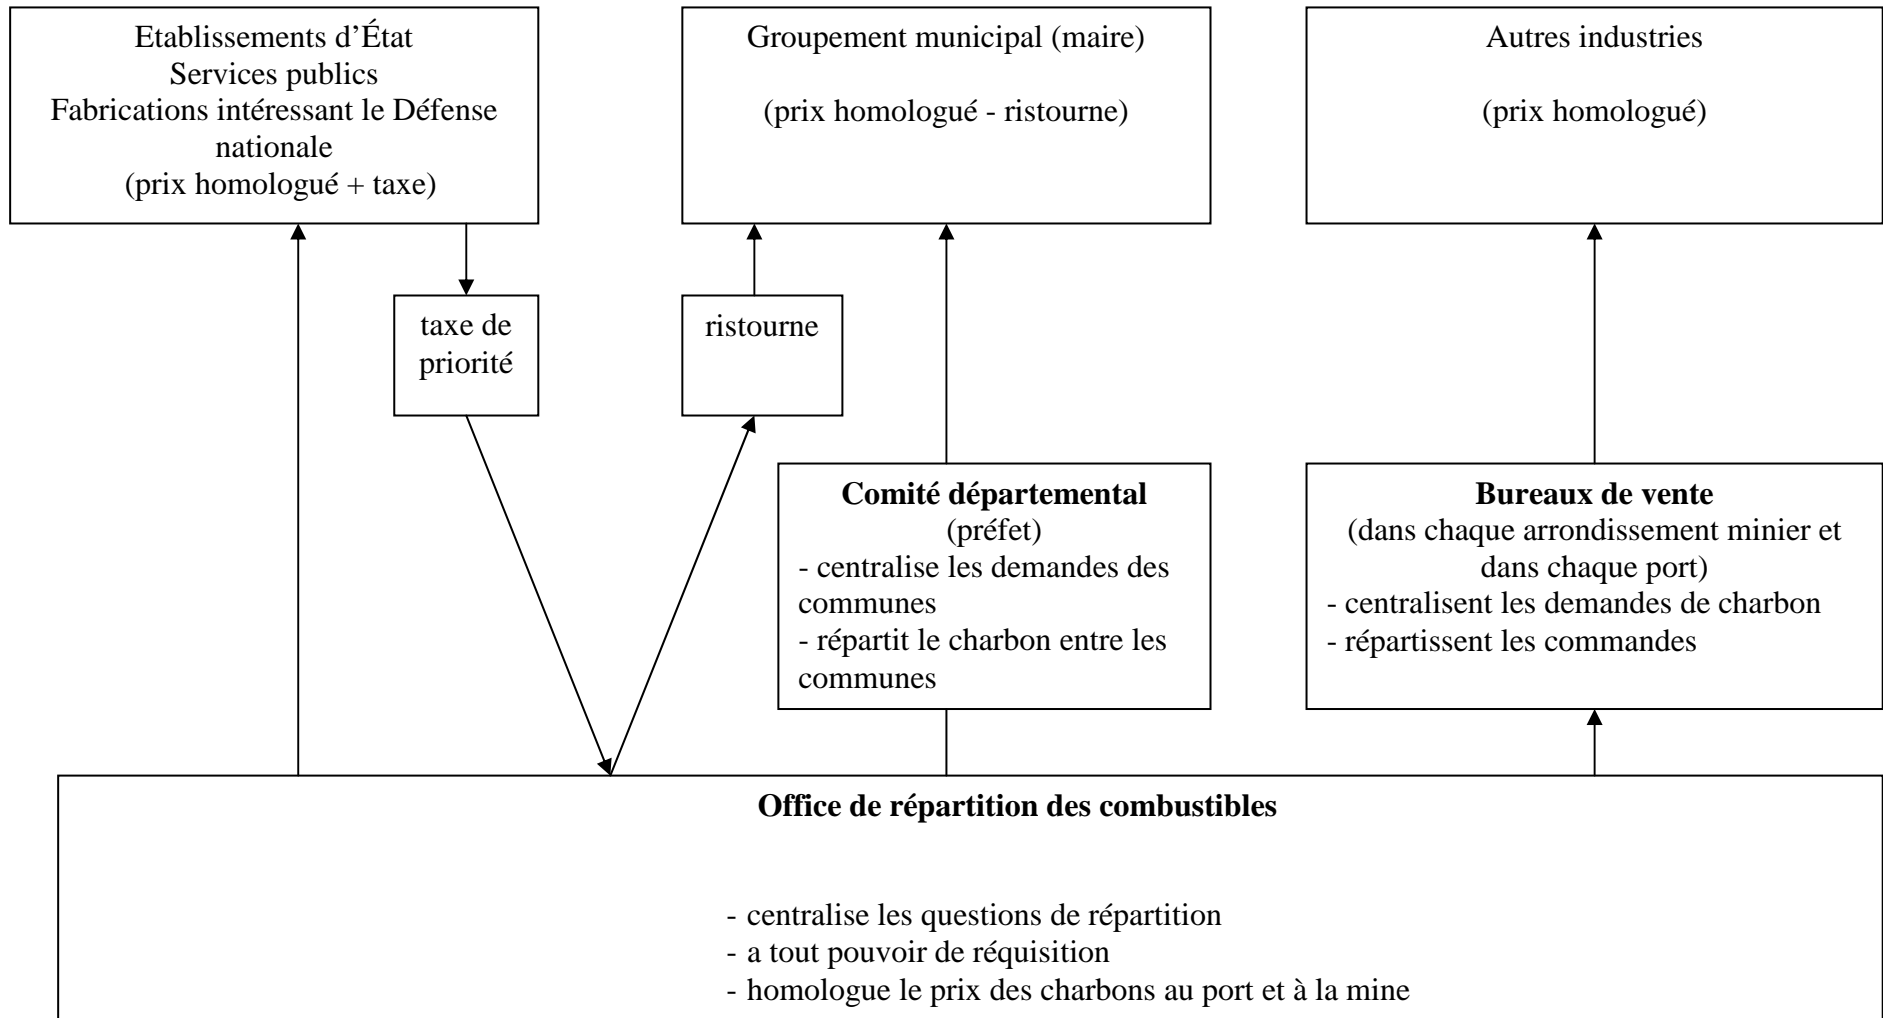 Etablissements d’État
Services publics
Fabrications intéressant le Défense
nationale
(prix homologué + taxe)
Groupement municipal (maire)
(prix homologué - ristourne)
Autres industries
(prix homologué)
taxe de
priorité
ristourne
Comité départemental
(préfet)
- centralise les demandes des
communes
- répartit le charbon entre les
communes
Bureaux de vente
(dans chaque arrondissement minier et
dans chaque port)
- centralisent les demandes de charbon
- répartissent les commandes
Office de répartition des combustibles
- centralise les questions de répartition
- a tout pouvoir de réquisition
- homologue le prix des charbons au port et à la mine